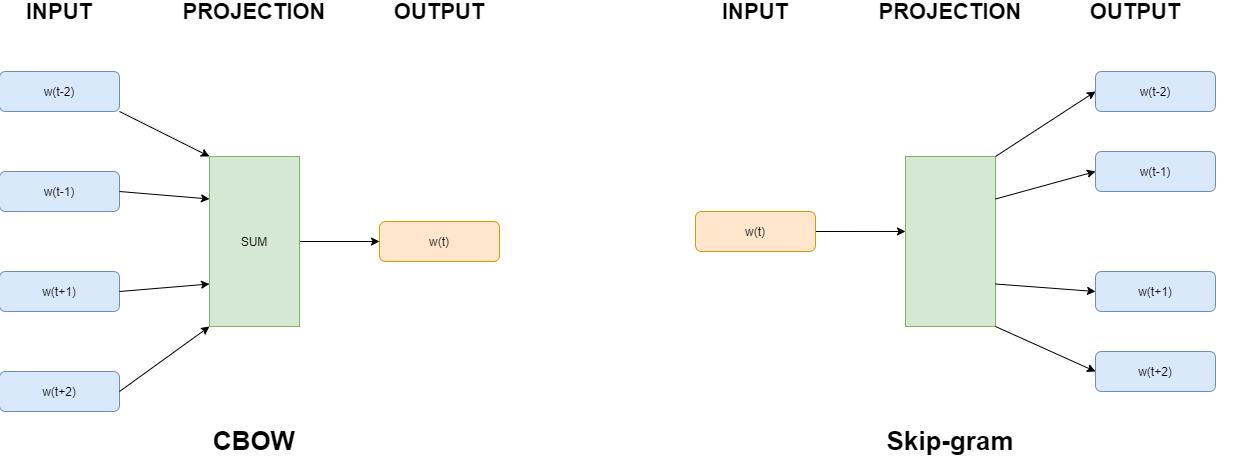 INPUT PROJECTION OUTPUT
w(t-2)
w(t-1)
SUM
w(t)
w(t+1)
w(t+2)
CBOW
INPUT PROJECTION OUTPUT
w(t)
w(t-2)
w(t-1)
w(t+1)
w(t+2)
Skip-gram